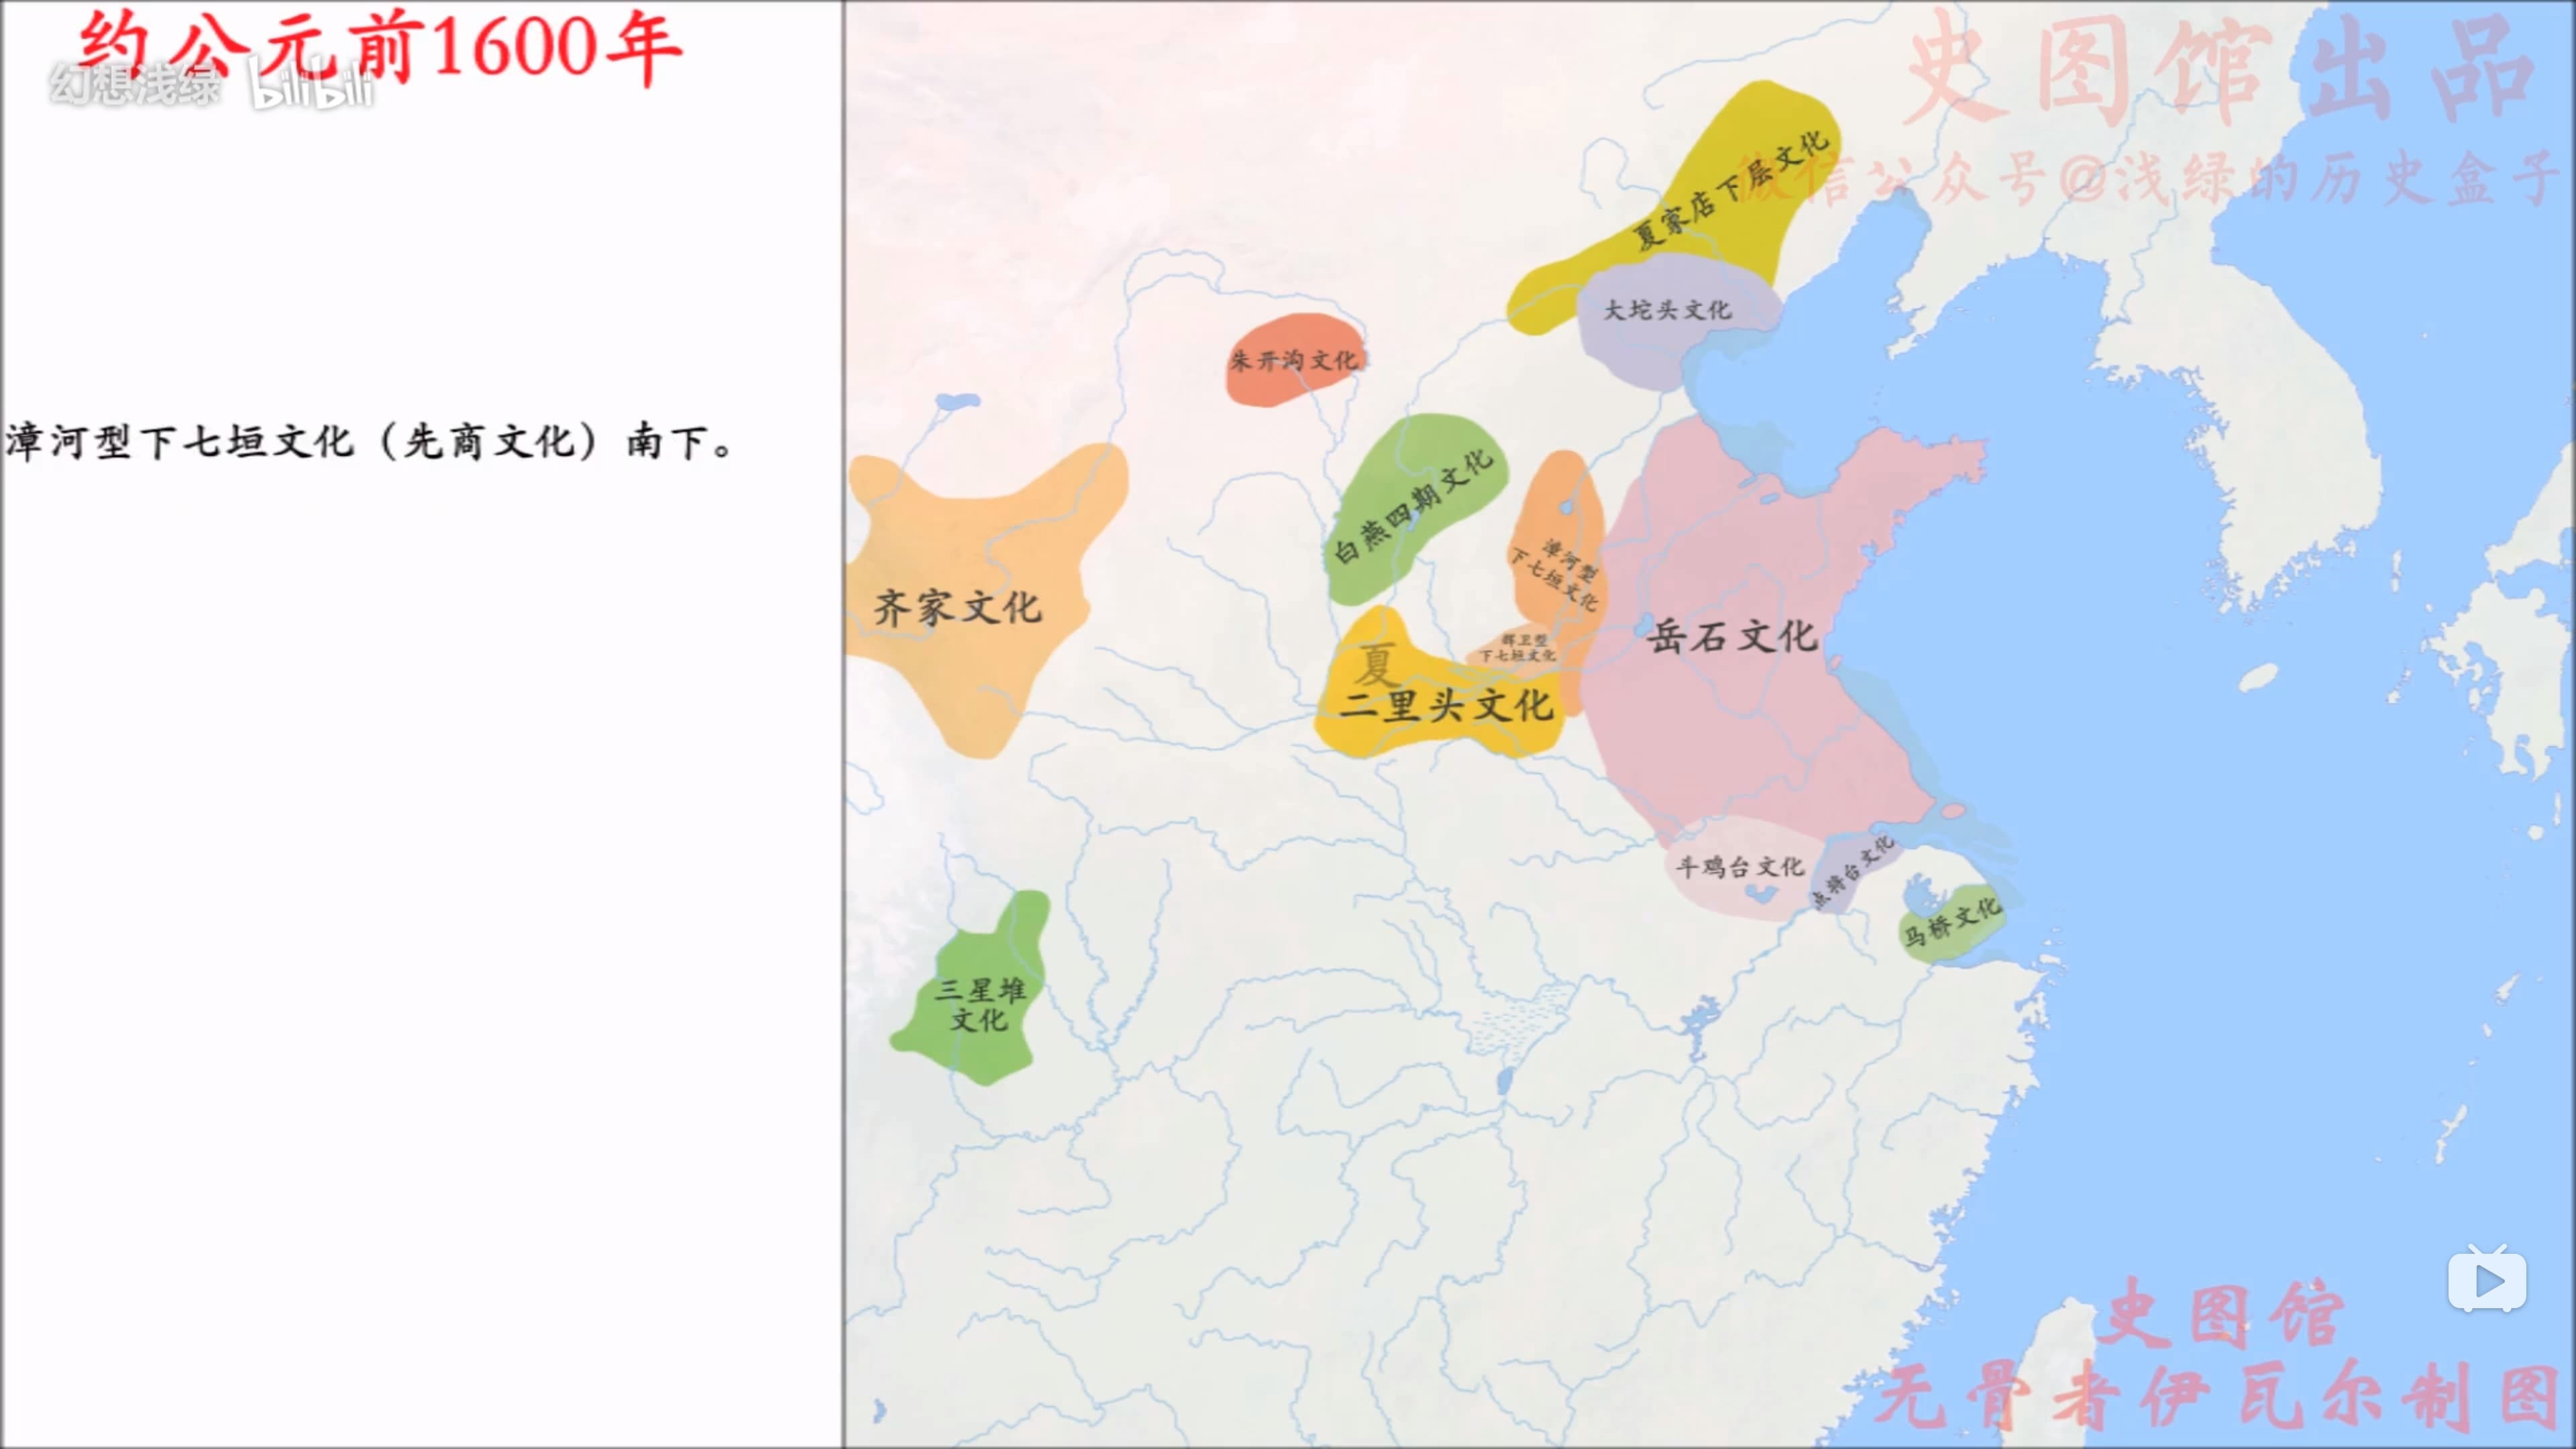 约公元前1600年
幻想浅绿 bilibili
漳河型下七垣文化（先商文化）南下。
史图馆出品
微信公众号@浅绿的历史盒子
夏家店下层文化
大坨头文化
朱开沟文化
白燕四期文化
漳河型
下七垣文化
齐家文化
岳石文化
辉卫型
下七垣文化
夏
二里头文化
斗鸡台文化
点将台文化
马桥文化
三星堆
文化
史图馆
无骨者伊瓦尔制图